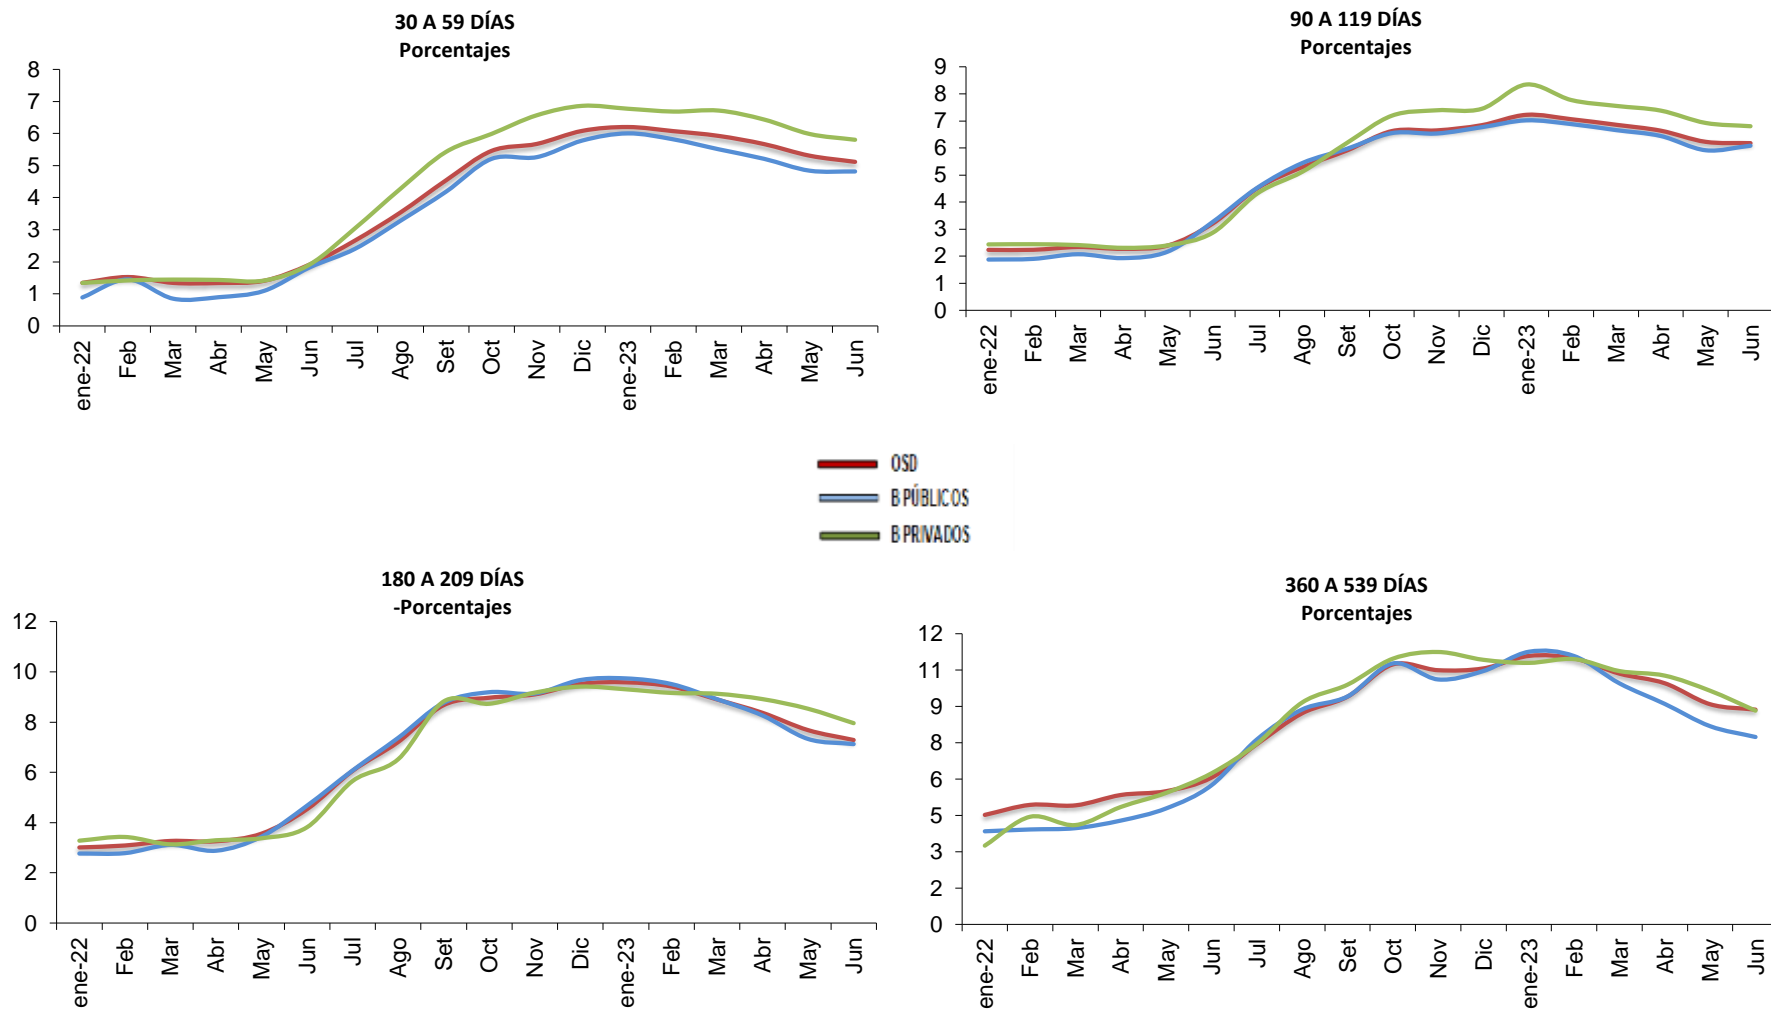 30 A 59 DÍAS
Porcentajes
8
7
6
5
4
3
2
1
0
ene-22
Feb
Mar
Abr
May
Jun
Jul
Ago
Set
Oct
Nov
Dic
ene-23
Feb
Mar
Abr
May
Jun
90 A 119 DÍAS
Porcentajes
9
8
7
6
5
4
3
2
1
0
ene-22
Feb
Mar
Abr
May
Jun
Jul
Ago
Set
Oct
Nov
Dic
ene-23
Feb
Mar
Abr
May
Jun
OSD
B PÚBLICOS
B PRIVADOS
180 A 209 DÍAS
-Porcentajes
12
10
8
6
4
2
0
ene-22
Feb
Mar
Abr
May
Jun
Jul
Ago
Set
Oct
Nov
Dic
ene-23
Feb
Mar
Abr
May
Jun
360 A 539 DÍAS
Porcentajes
12
11
9
8
6
5
3
2
0
ene-22
Feb
Mar
Abr
May
Jun
Jul
Ago
Set
Oct
Nov
Dic
ene-23
Feb
Mar
Abr
May
Jun